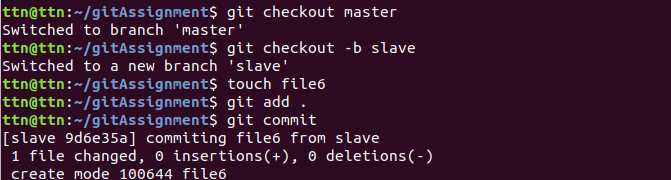 ttn@ttn:~/gitAssignment$ git checkout master
Switched to branch 'master'
ttn@ttn:~/gitAssignment$ git checkout -b slave
Switched to a new branch 'slave'
ttn@ttn:~/gitAssignment$ touch file6
ttn@ttn:~/gitAssignment$ git add .
ttn@ttn:~/gitAssignment$ git commit
[slave 9d6e35a] commiting file6 from slave
 1 file changed, 0 insertions(+), 0 deletions(-)
 create mode 100644 file6